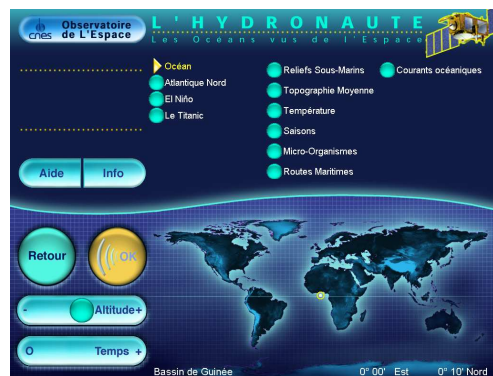 cnes
Observatoire
de L'Espace
L'HYDRONAUTE
Les Océans vus de l'Espace
Océan
Atlantique Nord
El Niño
Le Titanic
Reliefs Sous-Marins
Topographie Moyenne
Température
Saisons
Micro-Organismes
Routes Maritimes
Courants océaniques
Aide
Info
Retour
OK
- Altitude+
0 Temps +
Bassin de Guinée
0° 00' Est
0° 10' Nord